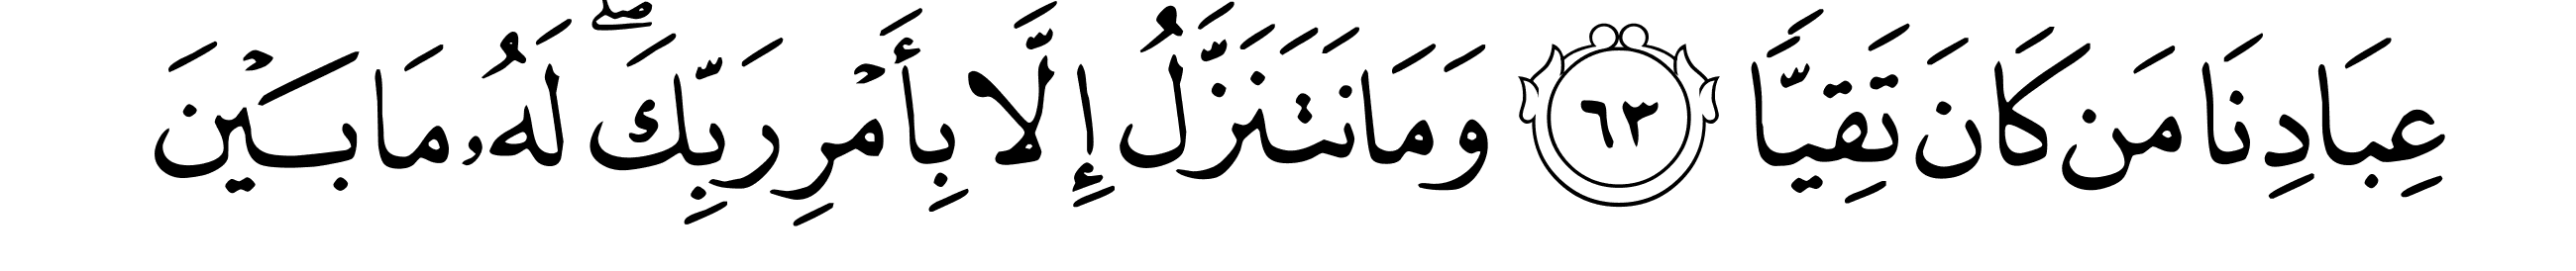 عِبَادِنَا مَن كَانَ تَقِيًّا ٦٣ وَمَا نَتَنَزَّلُ إِلَّا بِأَمْرِ رَبِّكَ ۖ لَهُۥ مَا بَيْنَ